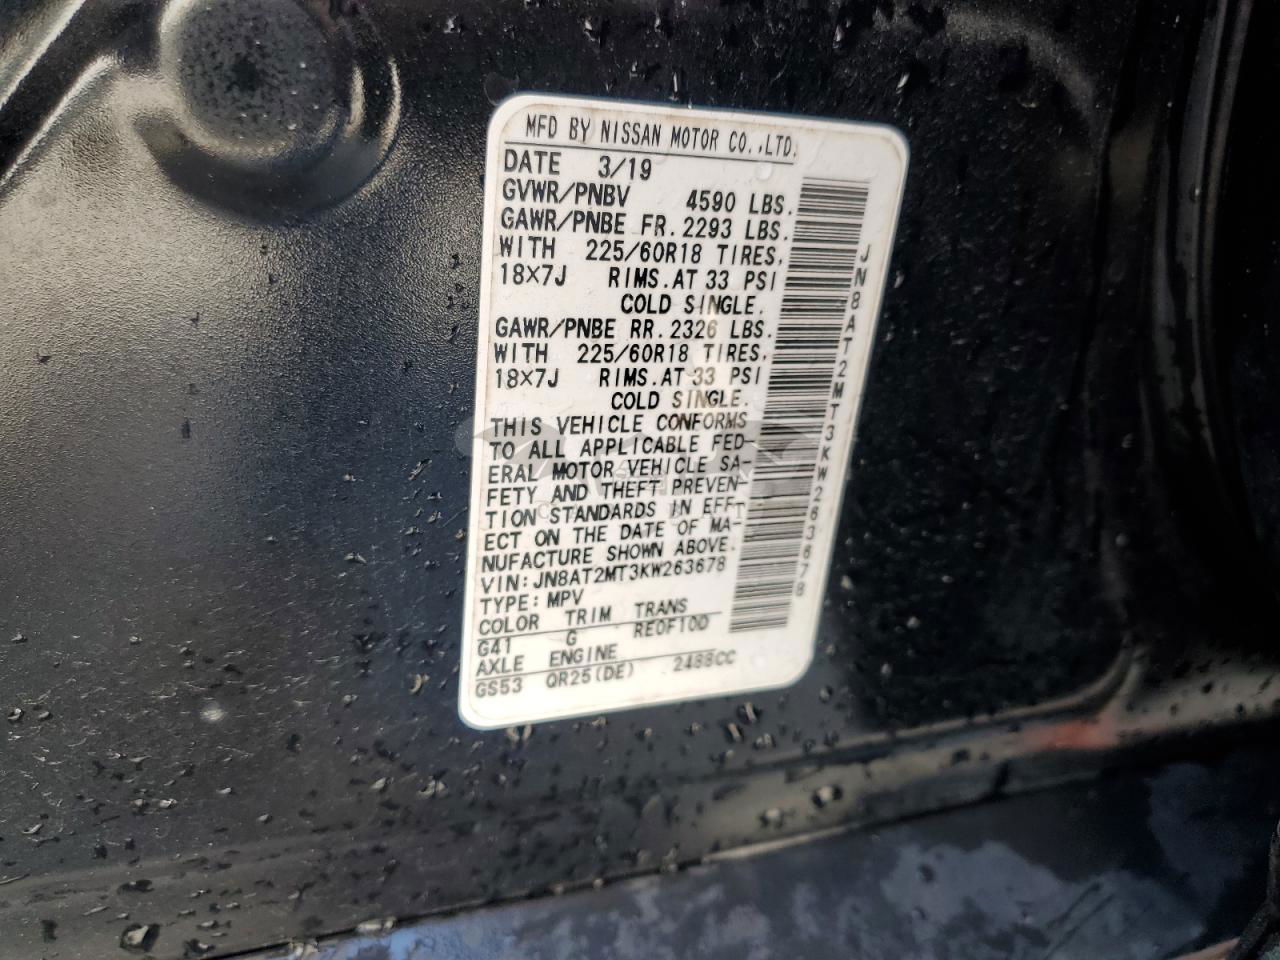 MFD BY NISSAN MOTOR CO.,LTD.
DATE 3/19
GVWR/PNBV 4590 LBS.
GAWR/PNBE FR. 2293 LBS.
WITH 225/60R18 TIRES,
18×7J RIMS.AT 33 PSI
COLD SINGLE.
GAWR/PNBE RR. 2326 LBS.
WITH 225/60R18 TIRES,
18×7J RIMS.AT 33 PSI
COLD SINGLE.
THIS VEHICLE CONFORMS
TO ALL APPLICABLE FED-
ERAL MOTOR VEHICLE SA-
FETY AND THEFT PREVEN-
TION STANDARDS IN EFF-
ECT ON THE DATE OF MA-
NUFACTURE SHOWN ABOVE.
VIN:JN8AT2MT3KW263678
TYPE:MPV
COLOR TRIM TRANS
G41 G RE0F10D
AXLE ENGINE
GS53 QR25(DE) 2488CC
JN8AT2MT3KW263678